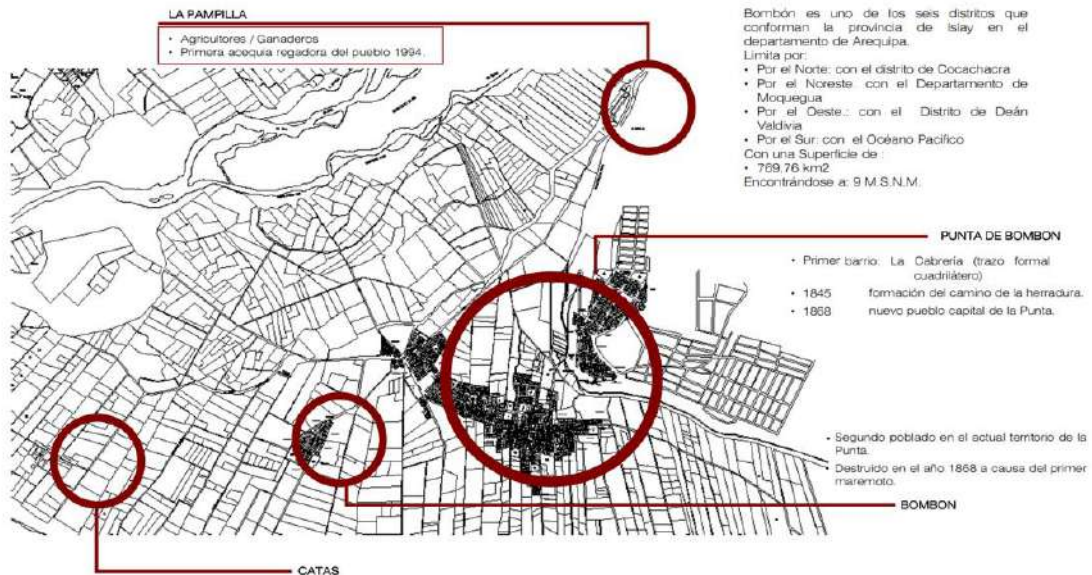 LA PAMPILLA
• Agricultores / Ganaderos
• Primera acequia regadora del pueblo 1994.
Bombón es uno de los seis distritos que
conforman la provincia de Islay en el
departamento de Arequipa.
Limita por:
• Por el Norte: con el distrito de Cocachacra
• Por el Noreste con el Departamento de
Moquegua
• Por el Oeste.: con el Distrito de Deán
Valdivia
• Por el Sur: con el Océano Pacífico
Con una Superficie de :
• 769.76 km2
Encontrándose a: 9 M.S.N.M.
PUNTA DE BOMBON
• Primer barrio: La Cabrería (trazo formal
cuadrilátero)
• 1845 formación del camino de la herradura.
• 1868 nuevo pueblo capital de la Punta.
• Segundo poblado en el actual territorio de la
Punta.
• Destruido en el año 1868 a causa del primer
maremoto.
BOMBON
CATAS